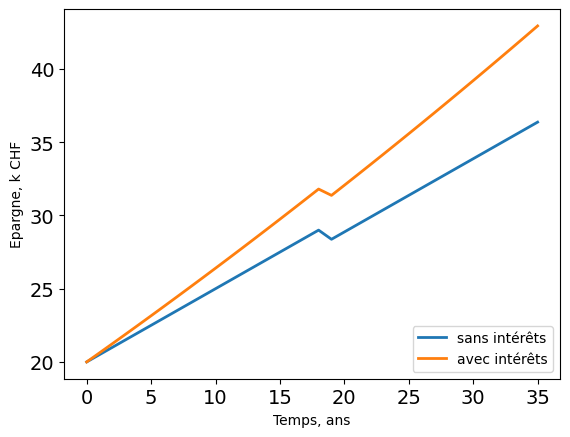 Epargne, k CHF
40
35
30
25
20
0 5 10 15 20 25 30 35
Temps, ans
sans intérêts
avec intérêts